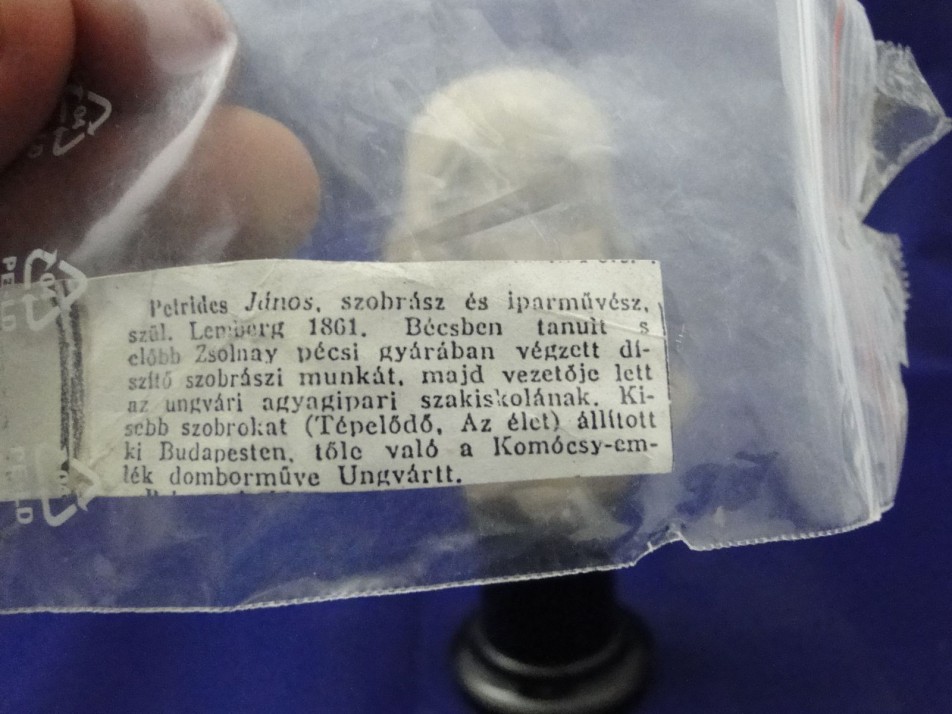 Petrides János, szobrász és iparművész,
szül. Lemberg 1861. Bécsben tanult s
előbb Zsolnay pécsi gyárában végzett dí-
szítő szobrászi munkát, majd vezetője lett
az ungvári agyagipari szakiskolának. Ki-
sebb szobrokat (Tépelődő, Az élet) állított
ki Budapesten, tőle való a Komócsy-em-
lék domborműve Ungvártt.